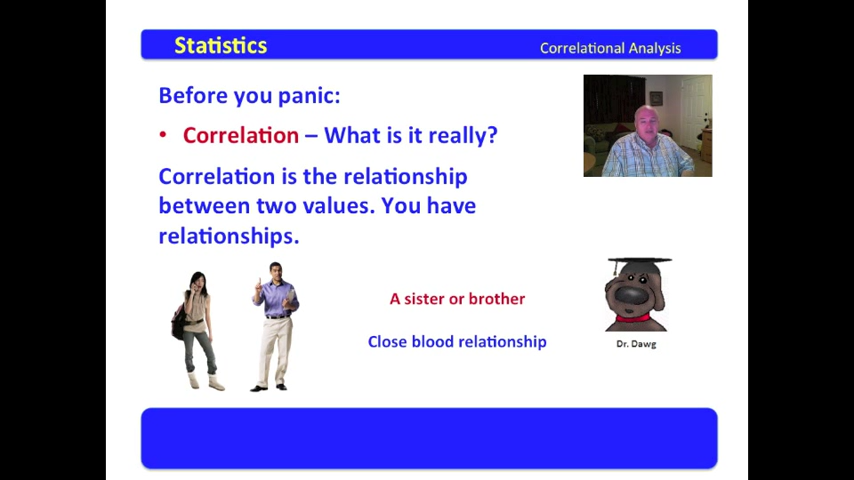 Statistics
Correlational Analysis
Before you panic:
• Correlation – What is it really?
Correlation is the relationship
between two values. You have
relationships.
A sister or brother
Close blood relationship
Dr. Dawg